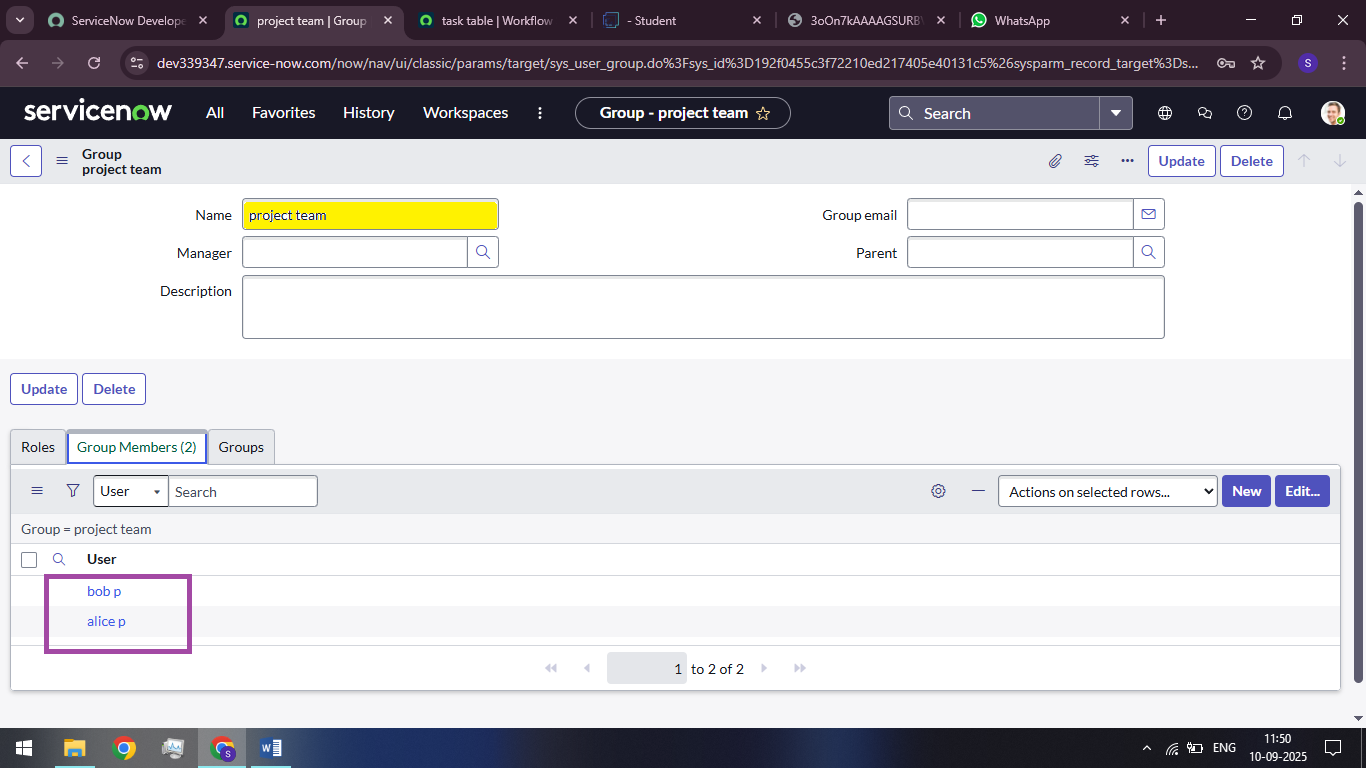 ServiceNow Develope
project team | Group
task table | Workflow
- Student
3oOn7kAAAAGSURB
WhatsApp
dev339347.service-now.com/now/nav/ui/classic/params/target/sys_user_group.do%3Fsys_id%3D192f0455c3f72210ed217405e40131c5%26sysparm_record_target%3Ds...
S
servicenow
All
Favorites
History
Workspaces
Group - project team
Search
Group
project team
Update
Delete
Name
project team
Group email
Manager
Parent
Description
Update
Delete
Roles
Group Members (2)
Groups
User
Search
Actions on selected rows...
New
Edit...
Group = project team
User
bob p
alice p
1 to 2 of 2
S
W
ENG
11:50
10-09-2025